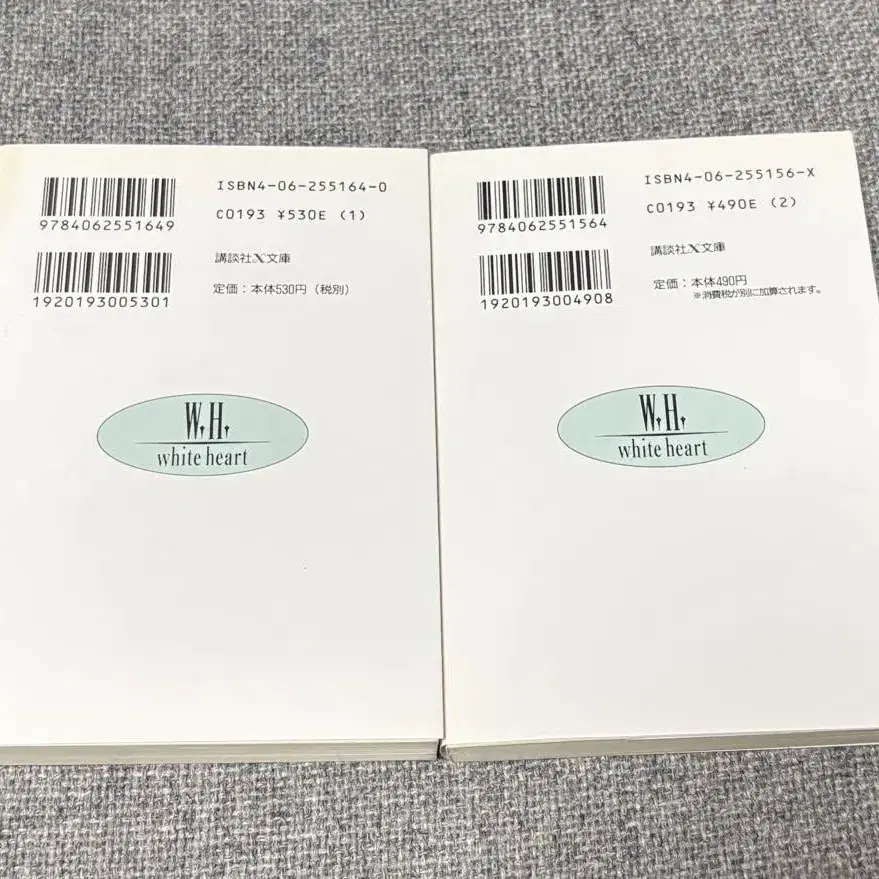 ISBN4-06-255164-0
C0193 ¥530E (1)
9784062551649
講談社X文庫
定価：本体530円（税別）
1920193005301
W.H.
white heart
ISBN4-06-255156-X
C0193 ¥490E (2)
9784062551564
講談社X文庫
定価：本体490円
※消費税が別に加算されます。
1920193004908
W.H.
white heart